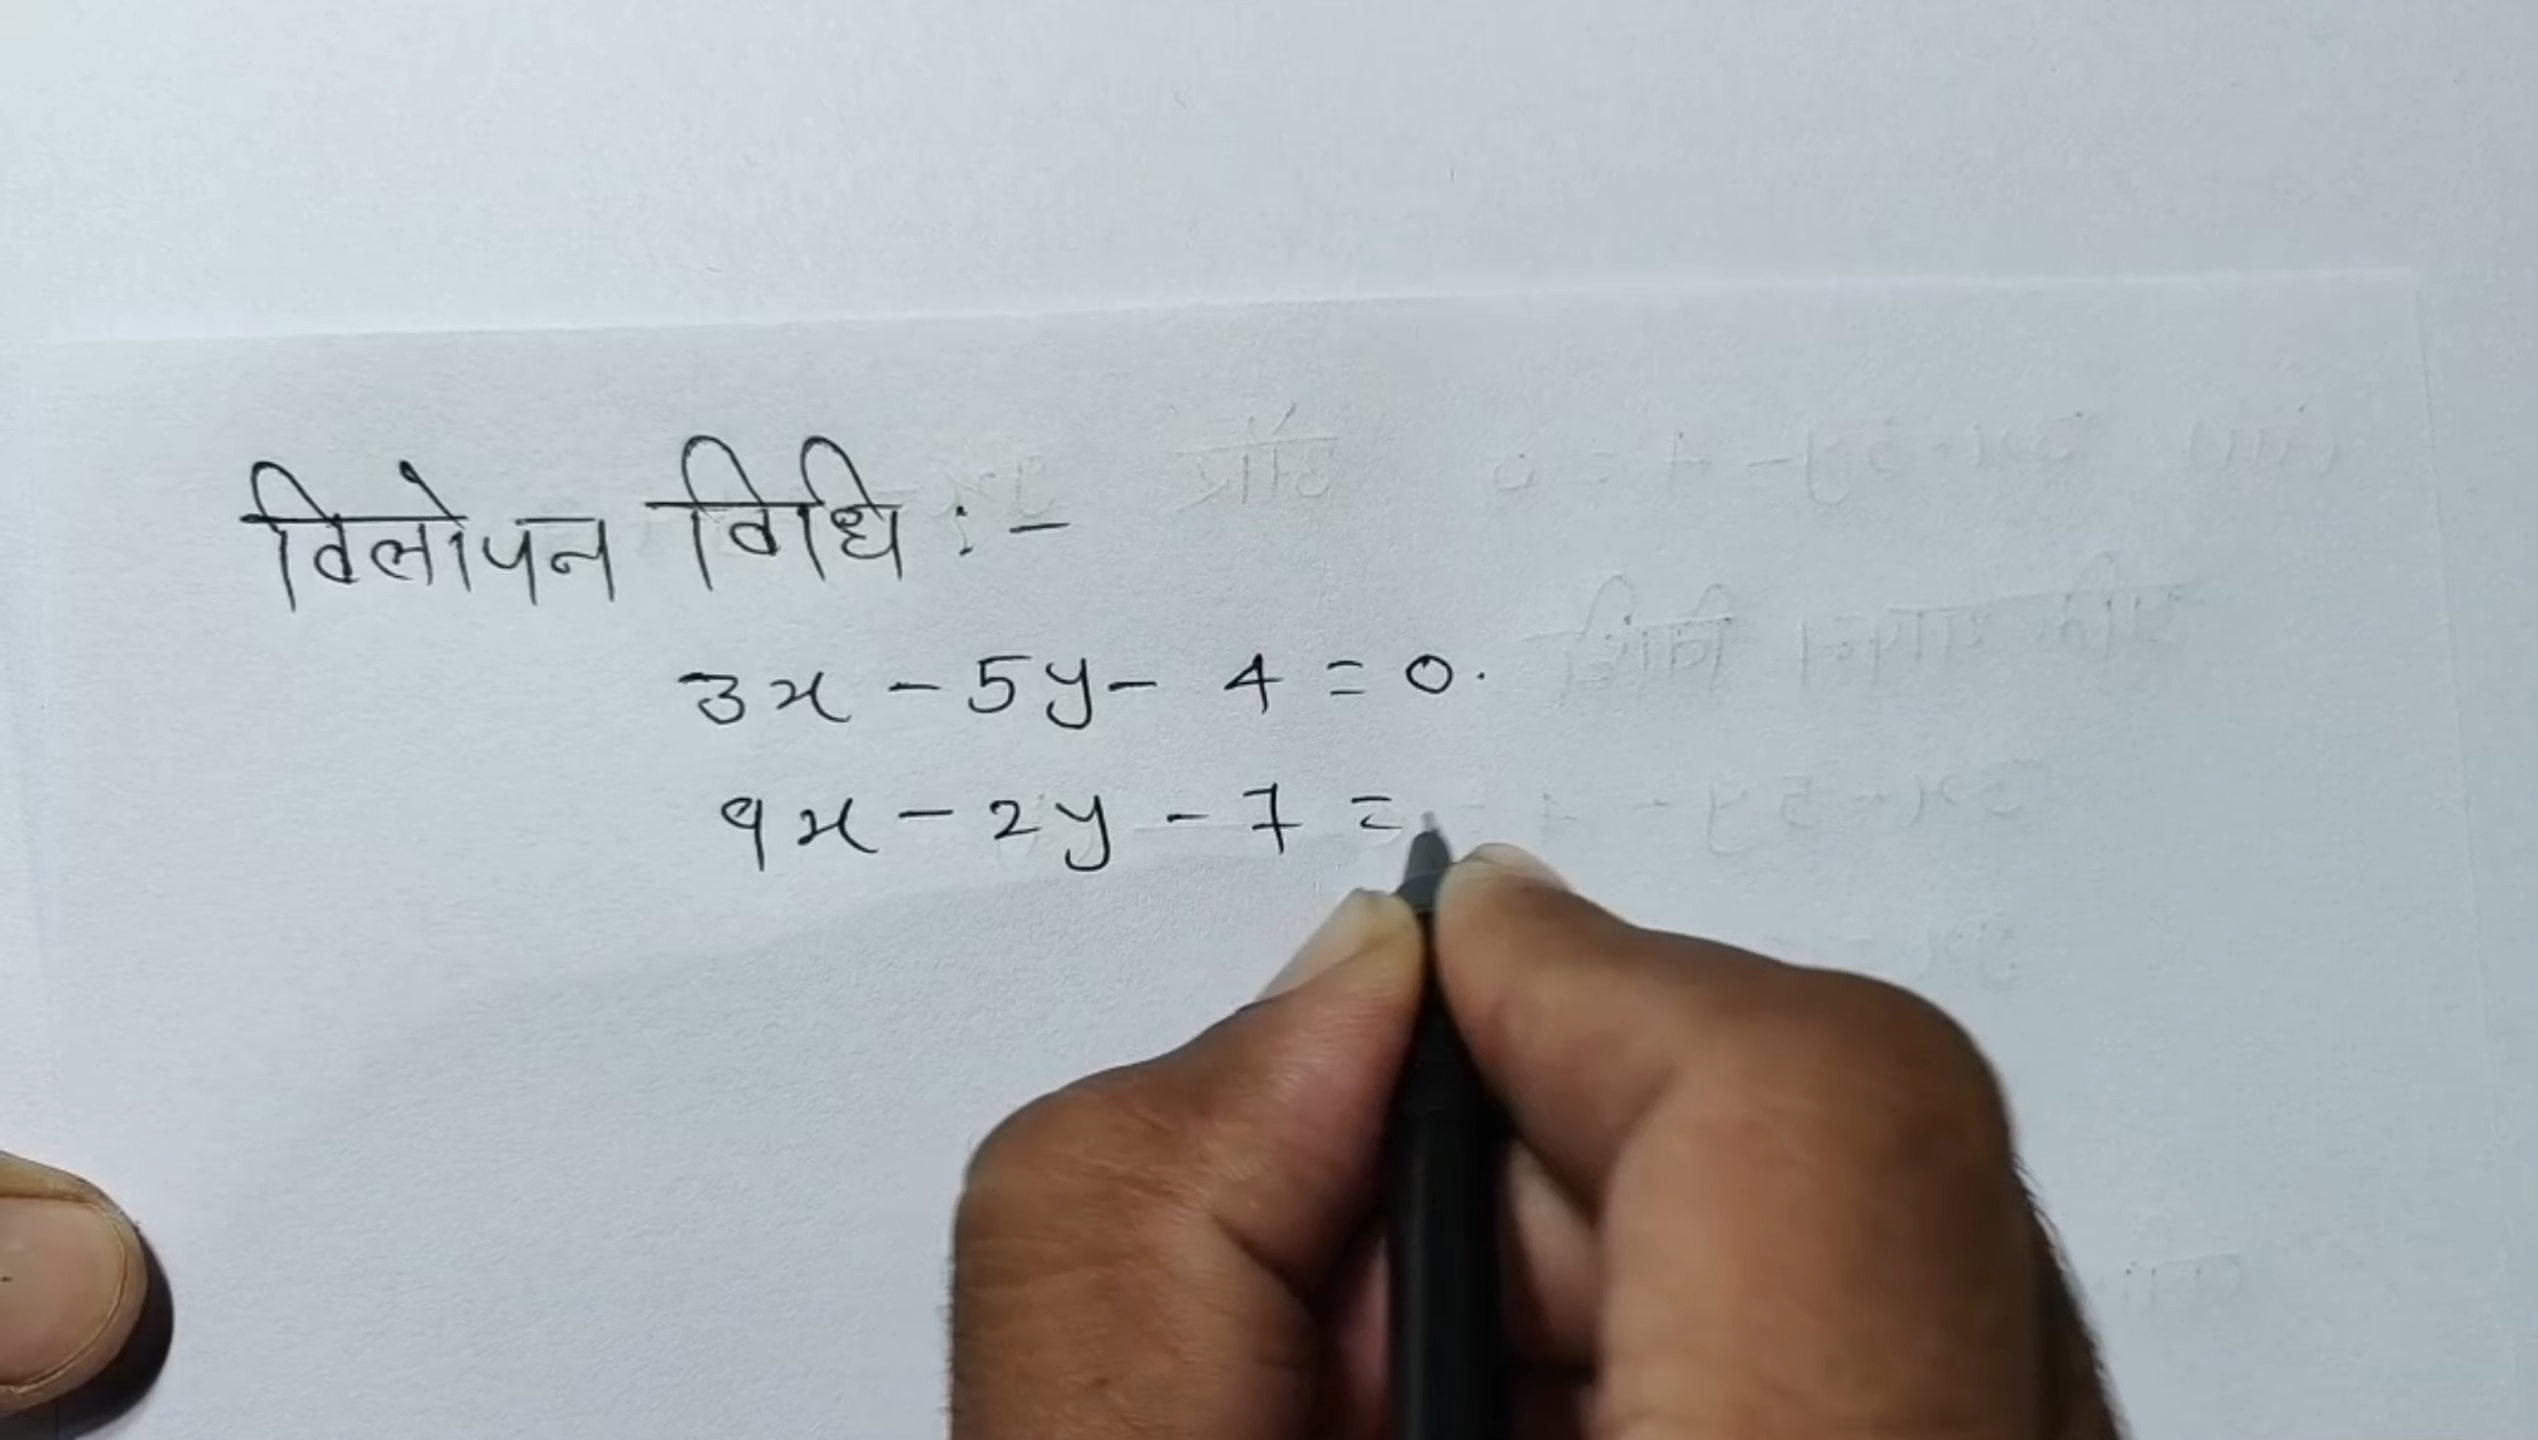 विलोपन विधि :-
3x - 5y - 4 = 0.
9x - 2y - 7 =